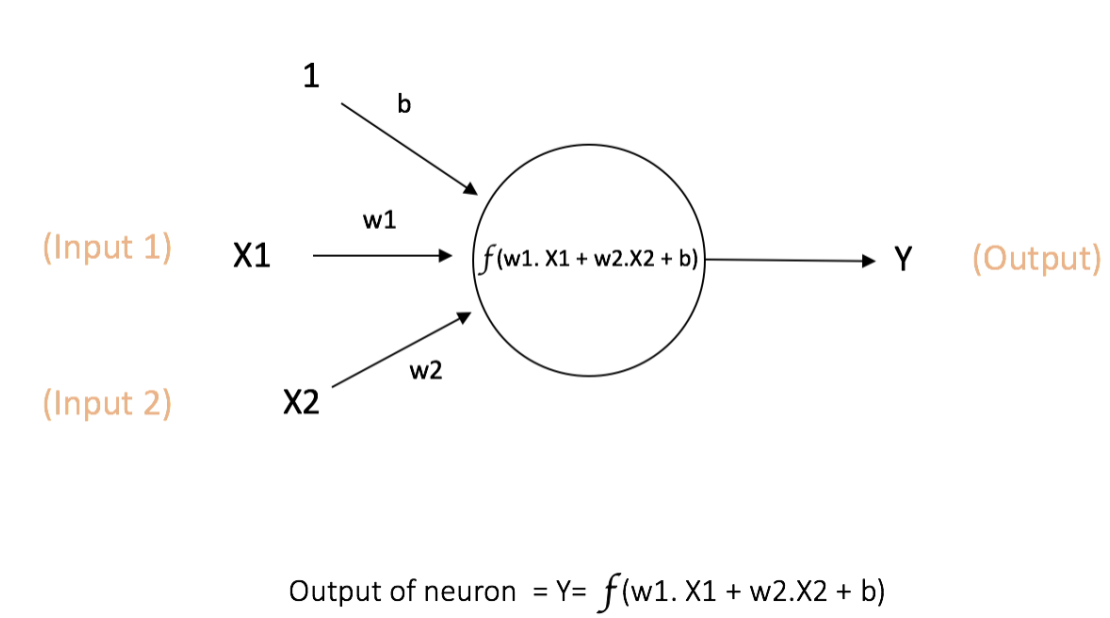 1
b
w1
(Input 1) X1 f(w1. X1 + w2.X2 + b) Y (Output)
w2
(Input 2) X2
Output of neuron = Y= f(w1. X1 + w2.X2 + b)